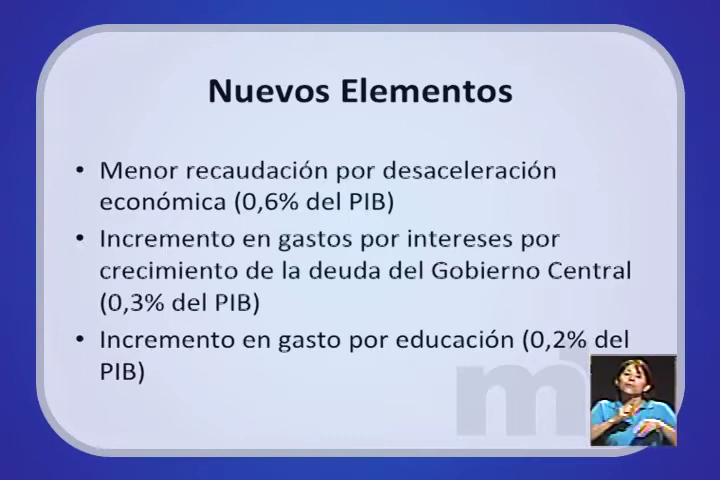 Nuevos Elementos
• Menor recaudación por desaceleración
económica (0,6% del PIB)
• Incremento en gastos por intereses por
crecimiento de la deuda del Gobierno Central
(0,3% del PIB)
• Incremento en gasto por educación (0,2% del
PIB)